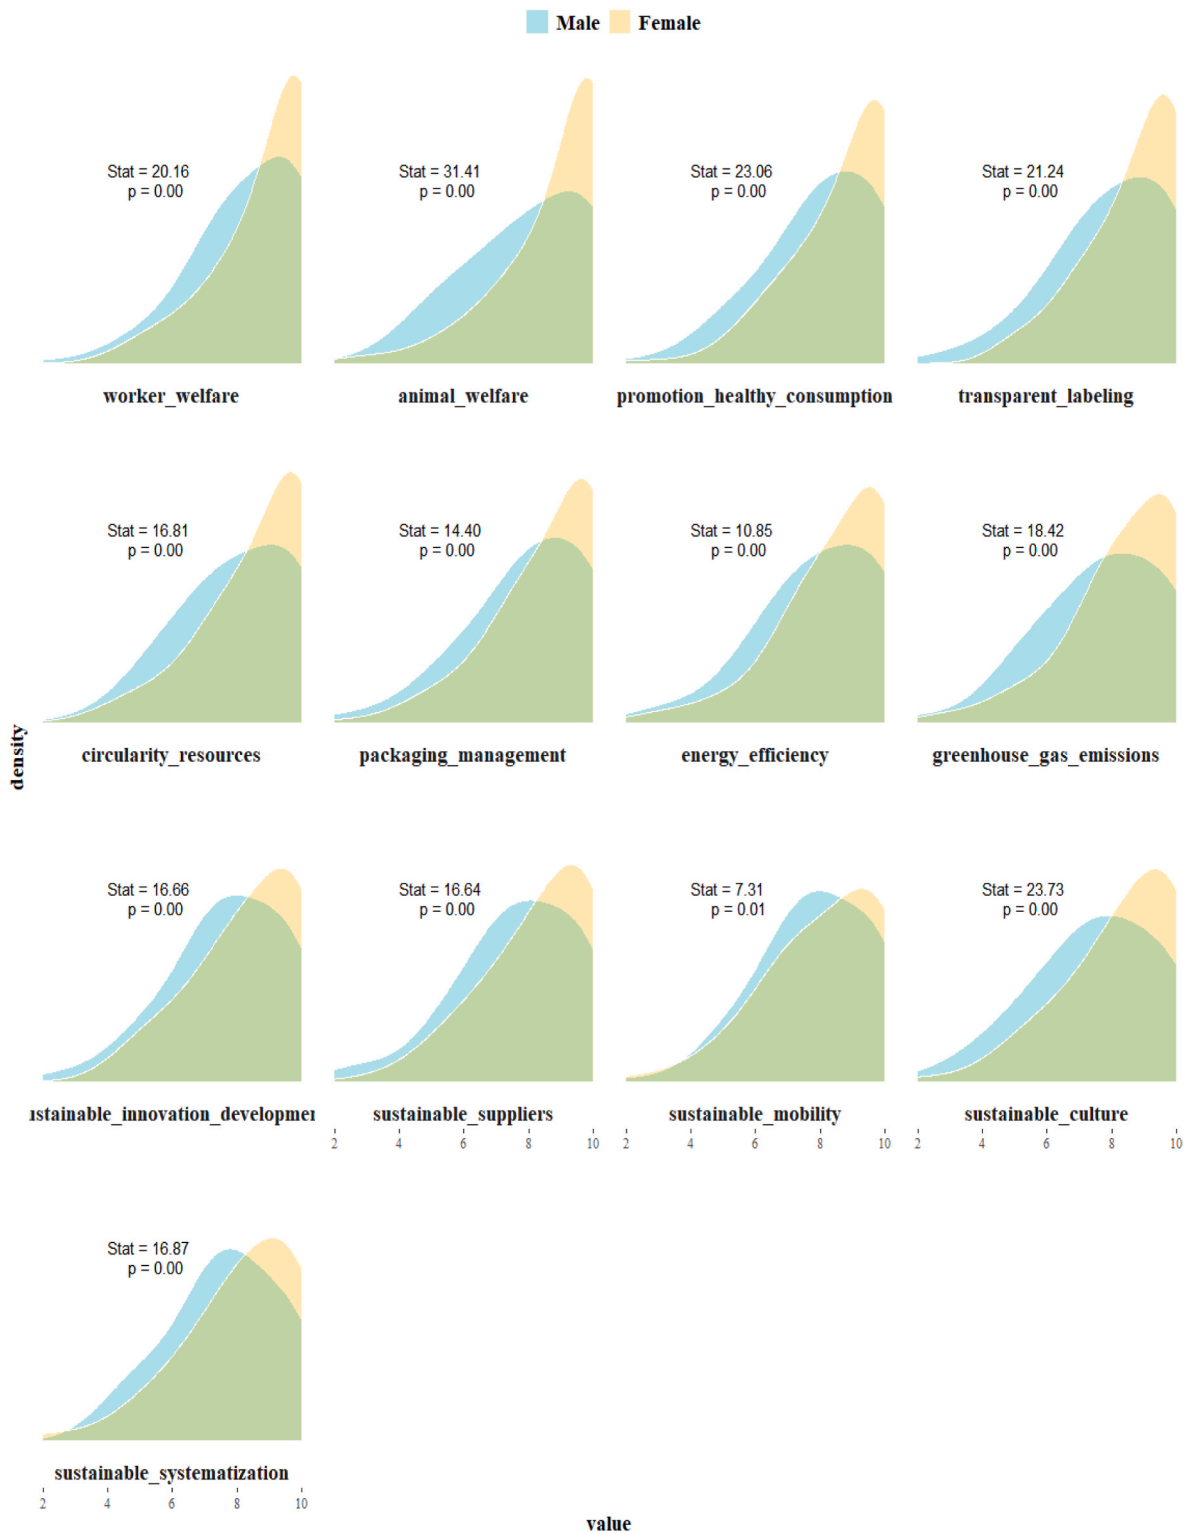 Male Female
Stat = 20.16
p = 0.00
Stat = 31.41
p = 0.00
Stat = 23.06
p = 0.00
Stat = 21.24
p = 0.00
worker_welfare
animal_welfare
promotion_healthy_consumption
transparent_labeling
Stat = 16.81
p = 0.00
Stat = 14.40
p = 0.00
Stat = 10.85
p = 0.00
Stat = 18.42
p = 0.00
circularity_resources
packaging_management
energy_efficiency
greenhouse_gas_emissions
density
Stat = 16.66
p = 0.00
Stat = 16.64
p = 0.00
Stat = 7.31
p = 0.01
Stat = 23.73
p = 0.00
ustainable_innovation_developmen
sustainable_suppliers
sustainable_mobility
sustainable_culture
2 4 6 8 10
2 4 6 8 10
2 4 6 8 10
Stat = 16.87
p = 0.00
sustainable_systematization
2 4 6 8 10
value